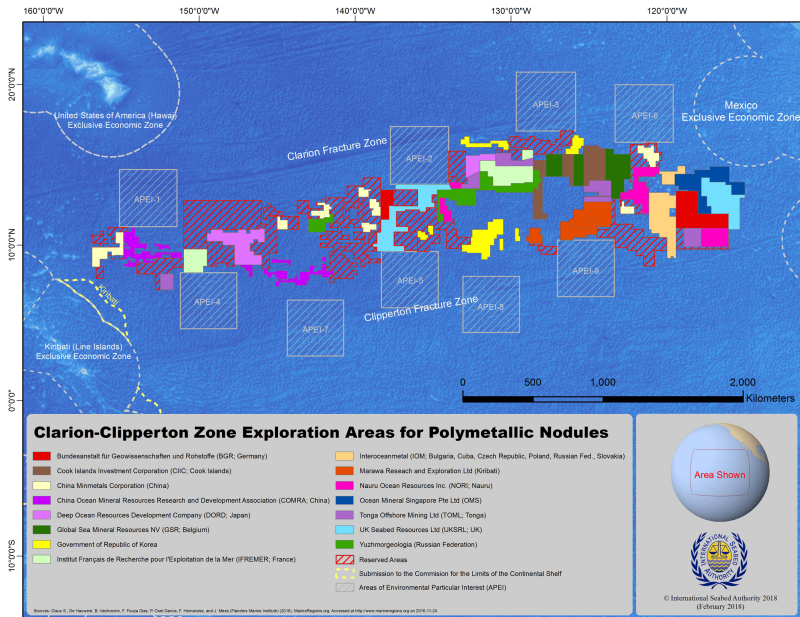 160°0'0"W 150°0'0"W 140°0'0"W 130°0'0"W 120°0'0"W
20°0'0"N
10°0'0"N
0°0'0"
10°0'0"S
United States of America (Hawaii)
Exclusive Economic Zone
Mexico
Exclusive Economic Zone
APEI-3
APEI-6
Clarion Fracture Zone
APEI-2
APEI-1
APEI-5
APEI-9
APEI-4
APEI-8
APEI-7
Clipperton Fracture Zone
Kiribati
Kiribati (Line Islands)
Exclusive Economic Zone
0 500 1,000 2,000
Kilometers
Clarion-Clipperton Zone Exploration Areas for Polymetallic Nodules
Bundesanstalt für Geowissenschaften und Rohstoffe (BGR; Germany)
Cook Islands Investment Corporation (CIIC; Cook Islands)
China Minmetals Corporation (China)
China Ocean Mineral Resources Research and Development Association (COMRA; China)
Deep Ocean Resources Development Company (DORD; Japan)
Global Sea Mineral Resources NV (GSR; Belgium)
Government of Republic of Korea
Institut Français de Recherche pour l'Exploitation de la Mer (IFREMER; France)
Interoceanmetal (IOM; Bulgaria, Cuba, Czech Republic, Poland, Russian Fed., Slovakia)
Marawa Reseach and Exploration Ltd (Kiribati)
Nauru Ocean Resources Inc. (NORI; Nauru)
Ocean Mineral Singapore Pte Ltd (OMS)
Tonga Offshore Mining Ltd (TOML; Tonga)
UK Seabed Resources Ltd (UKSRL; UK)
Yuzhmorgeologia (Russian Federation)
Reserved Areas
Submission to the Commision for the Limits of the Continental Shelf
Areas of Environmental Particular Interest (APEI)
Area Shown
INTERNATIONAL SEABED AUTHORITY
© International Seabed Authority 2018
(February 2018)